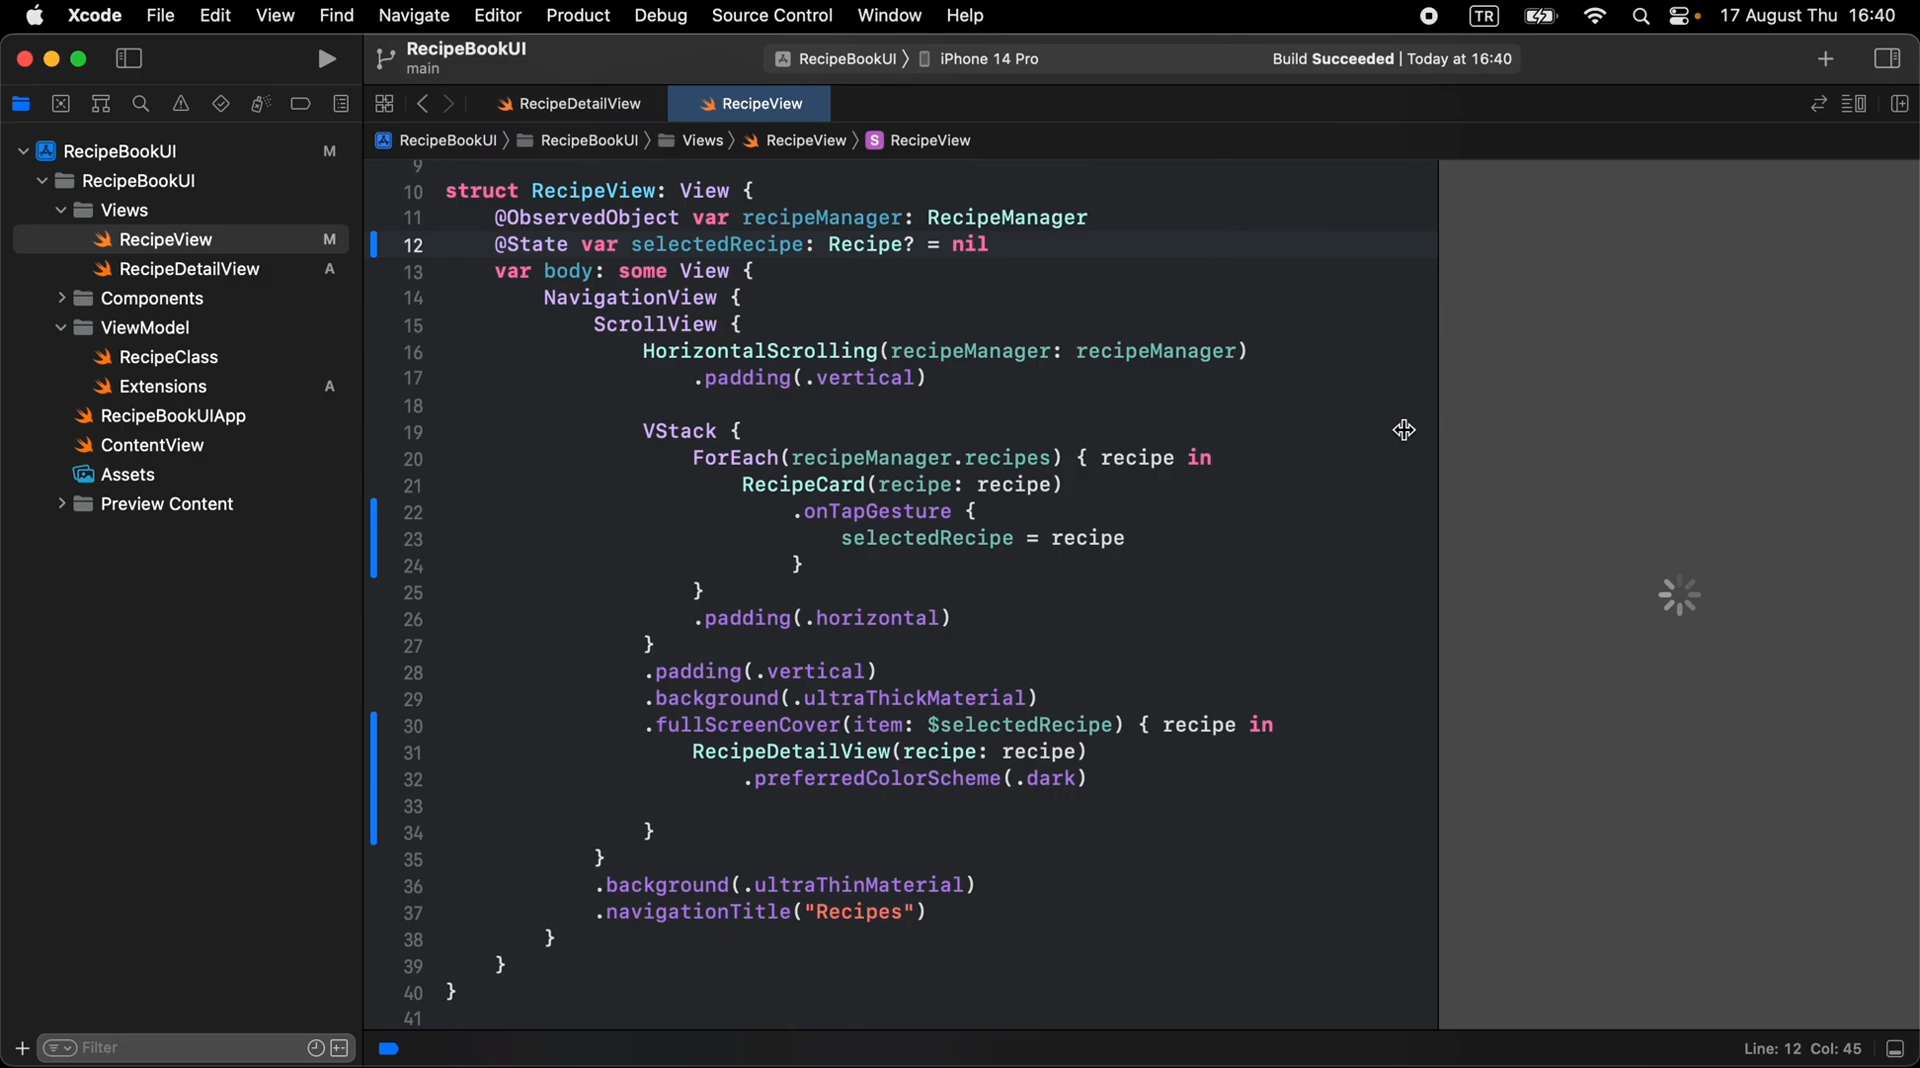 Xcode File Edit View Find Navigate Editor Product Debug Source Control Window Help TR 17 August Thu 16:40
RecipeBookUI
main
RecipeBookUI 〉 iPhone 14 Pro Build Succeeded | Today at 16:40
RecipeDetailView RecipeView
RecipeBookUI 〉 RecipeBookUI 〉 Views 〉 RecipeView 〉 S RecipeView
RecipeBookUI M
RecipeBookUI
Views
RecipeView M
RecipeDetailView A
Components
ViewModel
RecipeClass
Extensions A
RecipeBookUIApp
ContentView
Assets
Preview Content
9
10 struct RecipeView: View {
11 @ObservedObject var recipeManager: RecipeManager
12 @State var selectedRecipe: Recipe? = nil
13 var body: some View {
14 NavigationView {
15 ScrollView {
16 HorizontalScrolling(recipeManager: recipeManager)
17 .padding(.vertical)
18
19 VStack {
20 ForEach(recipeManager.recipes) { recipe in
21 RecipeCard(recipe: recipe)
22 .onTapGesture {
23 selectedRecipe = recipe
24 }
25 }
26 .padding(.horizontal)
27 }
28 .padding(.vertical)
29 .background(.ultraThickMaterial)
30 .fullScreenCover(item: $selectedRecipe) { recipe in
31 RecipeDetailView(recipe: recipe)
32 .preferredColorScheme(.dark)
33
34 }
35 }
36 .background(.ultraThinMaterial)
37 .navigationTitle("Recipes")
38 }
39 }
40 }
41
Filter
Line: 12 Col: 45